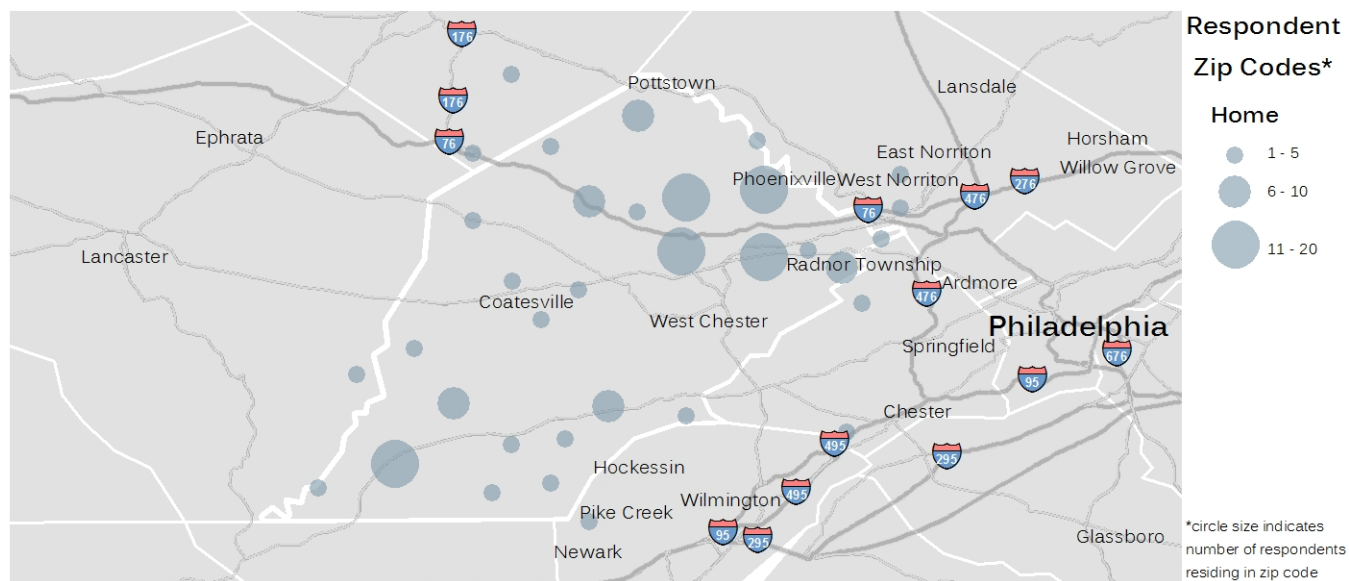 Respondent
Zip Codes*
Home
1 - 5
6 - 10
11 - 20
*circle size indicates
number of respondents
residing in zip code
176
Pottstown
Lansdale
176
Ephrata
76
East Norriton
Horsham
Phoenixville
West Norriton
Willow Grove
276
476
76
Lancaster
Radnor Township
Ardmore
476
Coatesville
West Chester
Philadelphia
Springfield
676
95
Chester
495
295
Hockessin
495
Wilmington
Pike Creek
95
295
Newark
Glassboro